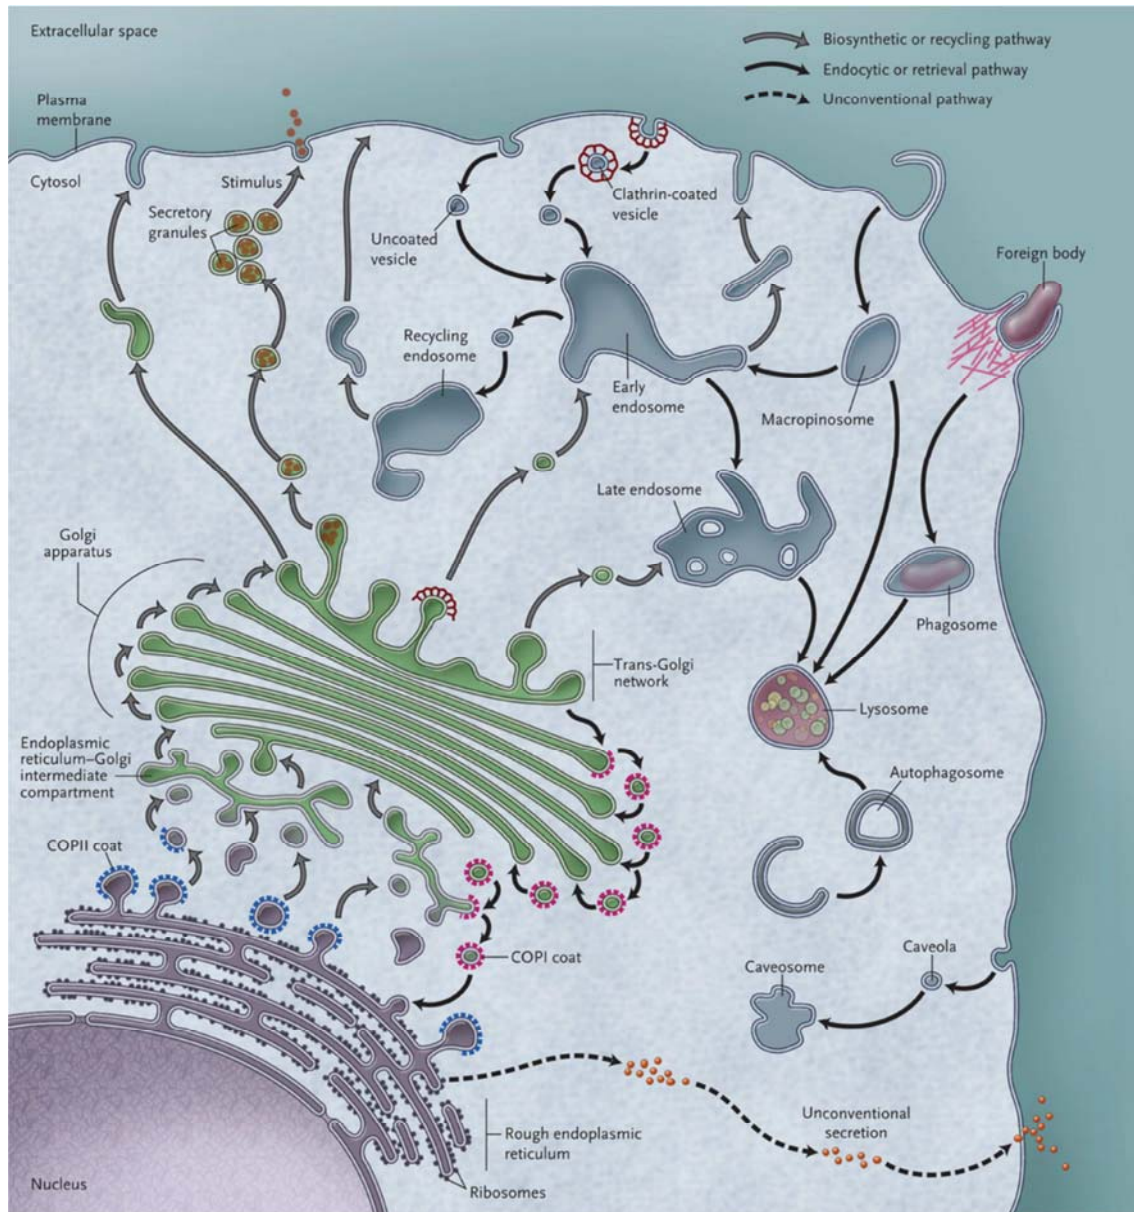 Extracellular space
Biosynthetic or recycling pathway
Endocytic or retrieval pathway
Unconventional pathway
Plasma
membrane
Cytosol
Stimulus
Secretory
granules
Uncoated
vesicle
Clathrin-coated
vesicle
Foreign body
Recycling
endosome
Early
endosome
Macropinosome
Late endosome
Golgi
apparatus
Phagosome
Trans-Golgi
network
Lysosome
Endoplasmic
reticulum–Golgi
intermediate
compartment
Autophagosome
COPII coat
COPI coat
Caveola
Caveosome
Unconventional
secretion
Rough endoplasmic
reticulum
Ribosomes
Nucleus